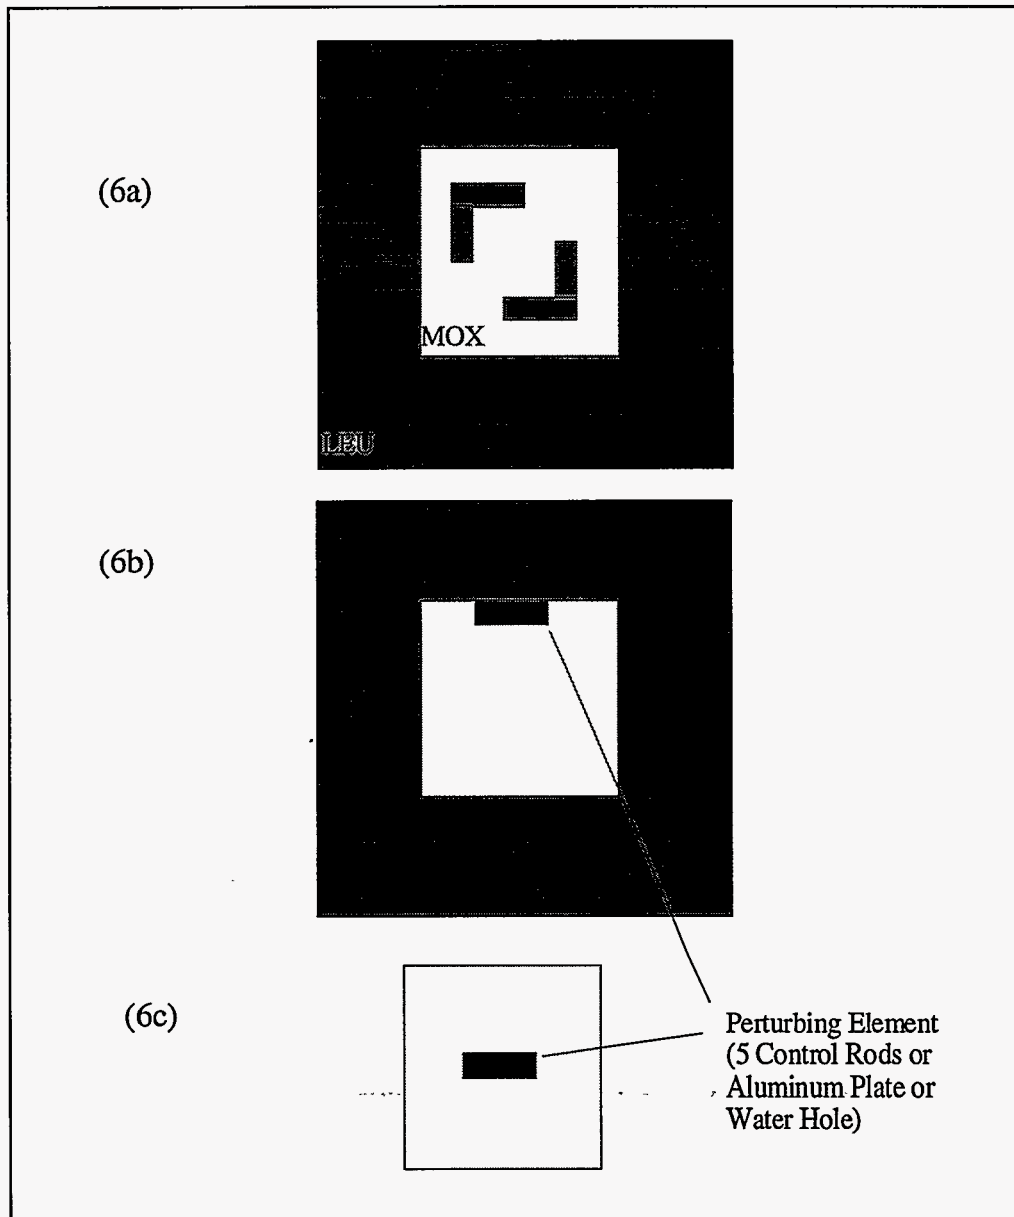 (6a)
MOX
LEU
(6b)
(6c)
Perturbing Element
(5 Control Rods or
Aluminum Plate or
Water Hole)